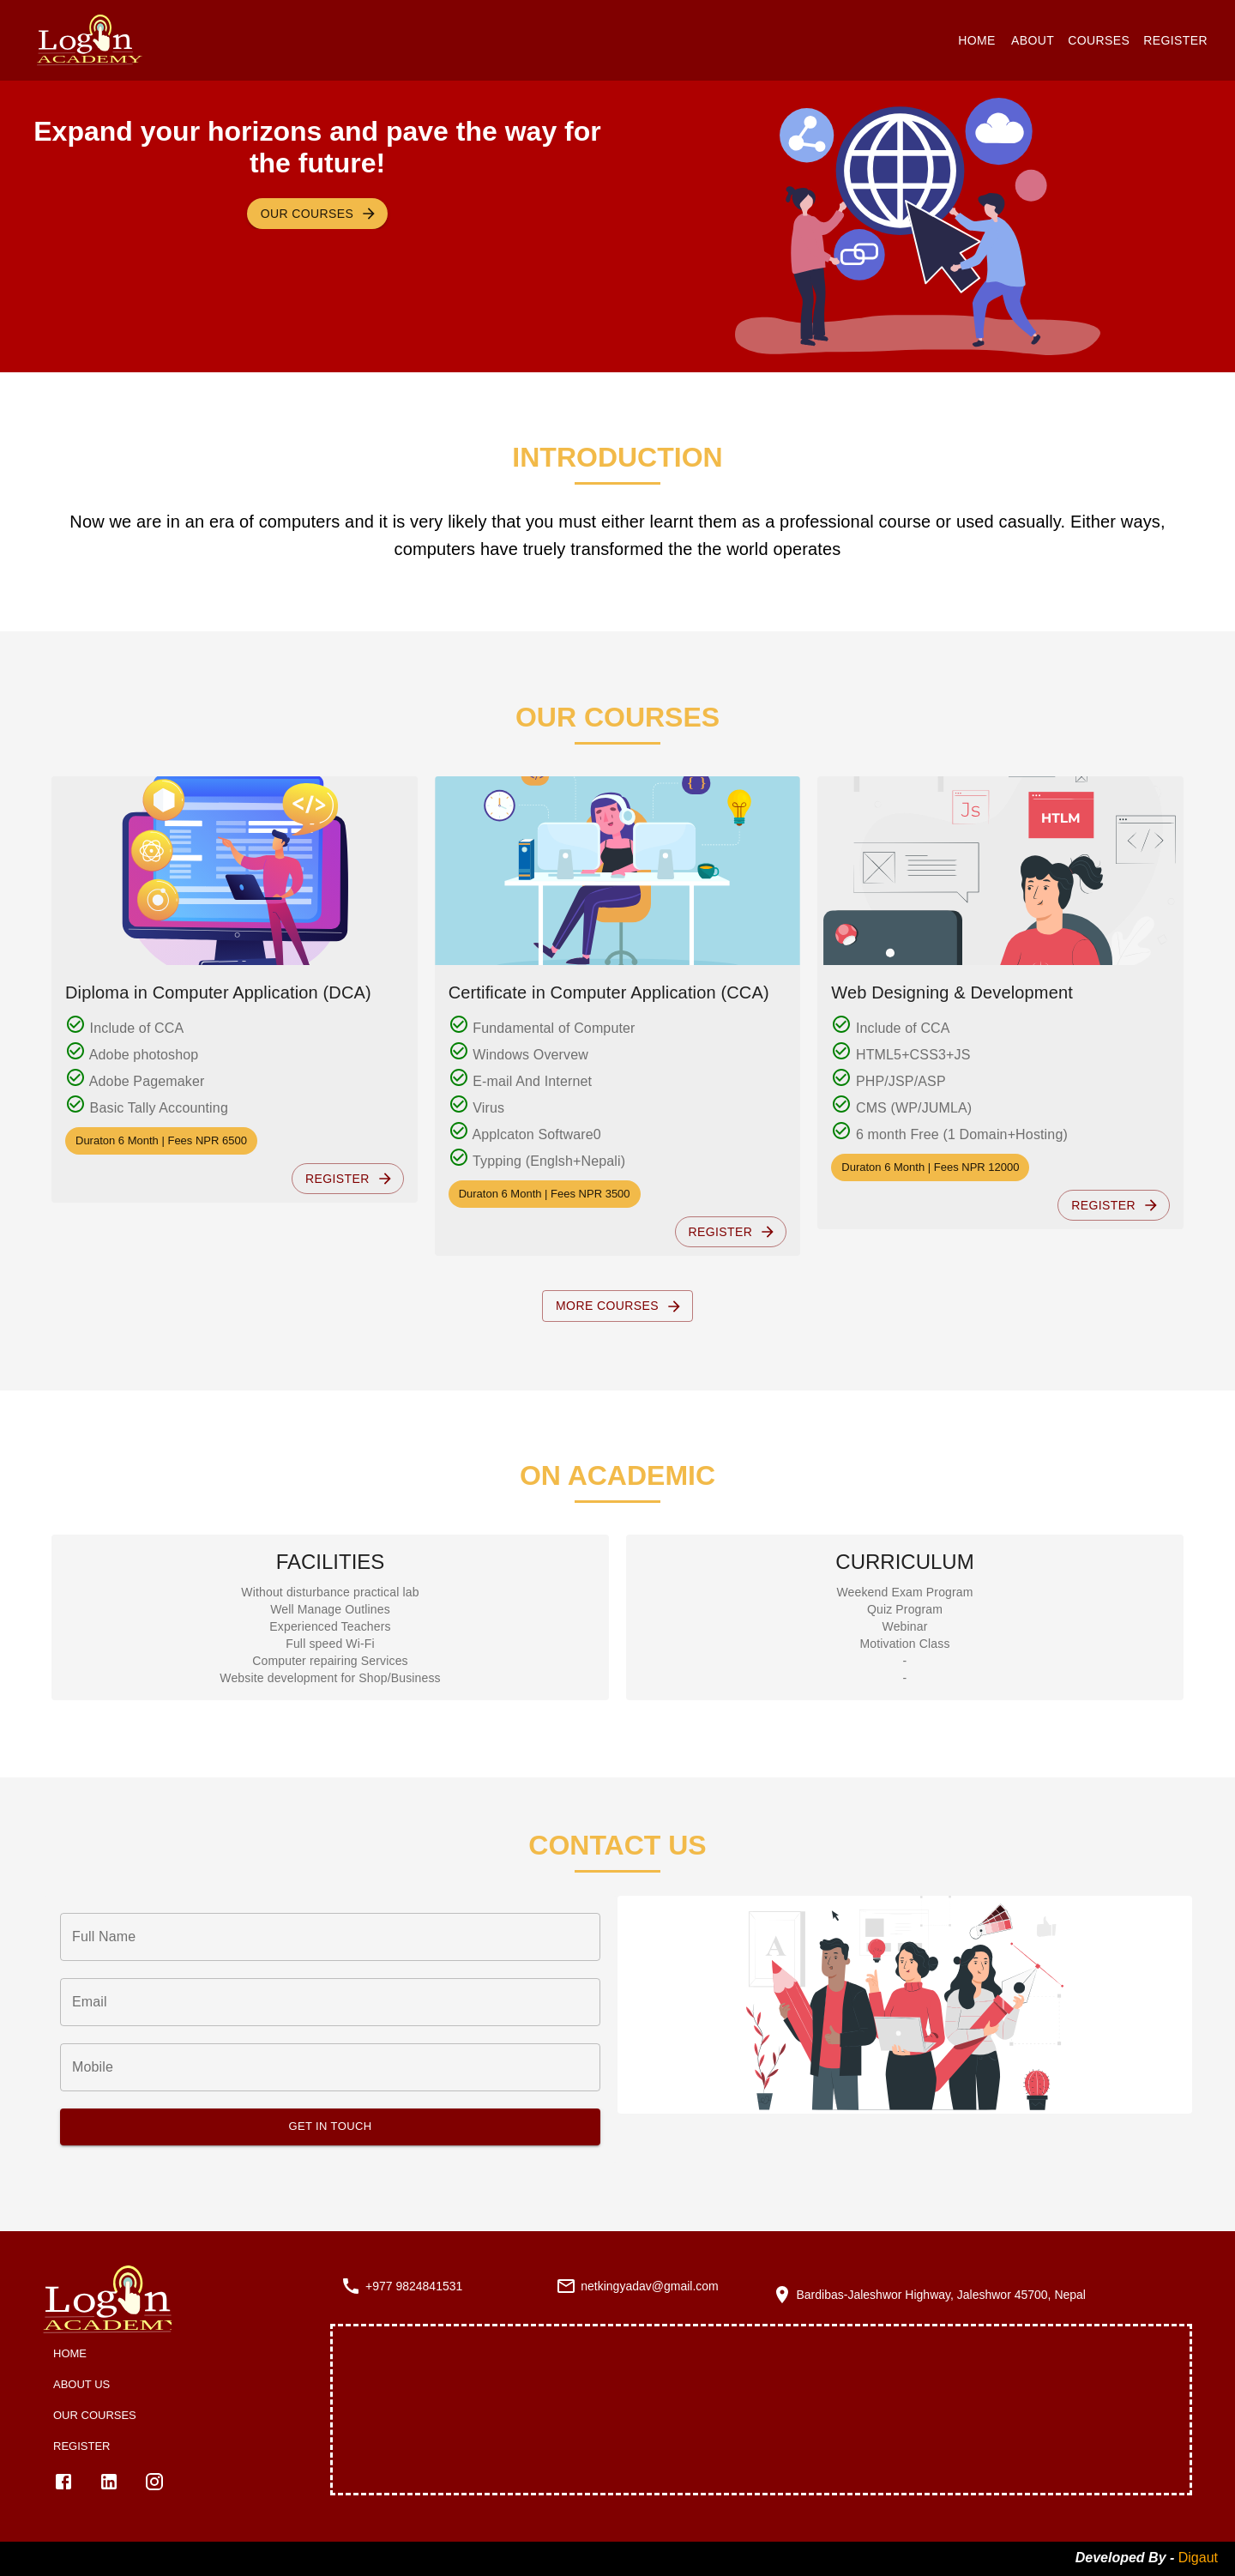 Login
ACADEMY
HOME ABOUT COURSES REGISTER
Expand your horizons and pave the way for
the future!
OUR COURSES
INTRODUCTION
Now we are in an era of computers and it is very likely that you must either learnt them as a professional course or used casually. Either ways,
computers have truely transformed the the world operates
OUR COURSES
</>
Diploma in Computer Application (DCA)
Include of CCA
Adobe photoshop
Adobe Pagemaker
Basic Tally Accounting
Duraton 6 Month | Fees NPR 6500
REGISTER
</>
{ }
Certificate in Computer Application (CCA)
Fundamental of Computer
Windows Overvew
E-mail And Internet
Virus
Applcaton Software0
Typping (Englsh+Nepali)
Duraton 6 Month | Fees NPR 3500
REGISTER
Js
HTLM
</>
Web Designing & Development
Include of CCA
HTML5+CSS3+JS
PHP/JSP/ASP
CMS (WP/JUMLA)
6 month Free (1 Domain+Hosting)
Duraton 6 Month | Fees NPR 12000
REGISTER
MORE COURSES
ON ACADEMIC
FACILITIES
Without disturbance practical lab
Well Manage Outlines
Experienced Teachers
Full speed Wi-Fi
Computer repairing Services
Website development for Shop/Business
CURRICULUM
Weekend Exam Program
Quiz Program
Webinar
Motivation Class
-
-
CONTACT US
Full Name
Email
Mobile
GET IN TOUCH
A
Login
ACADEMY
HOME
ABOUT US
OUR COURSES
REGISTER
+977 9824841531
netkingyadav@gmail.com
Bardibas-Jaleshwor Highway, Jaleshwor 45700, Nepal
Developed By - Digaut